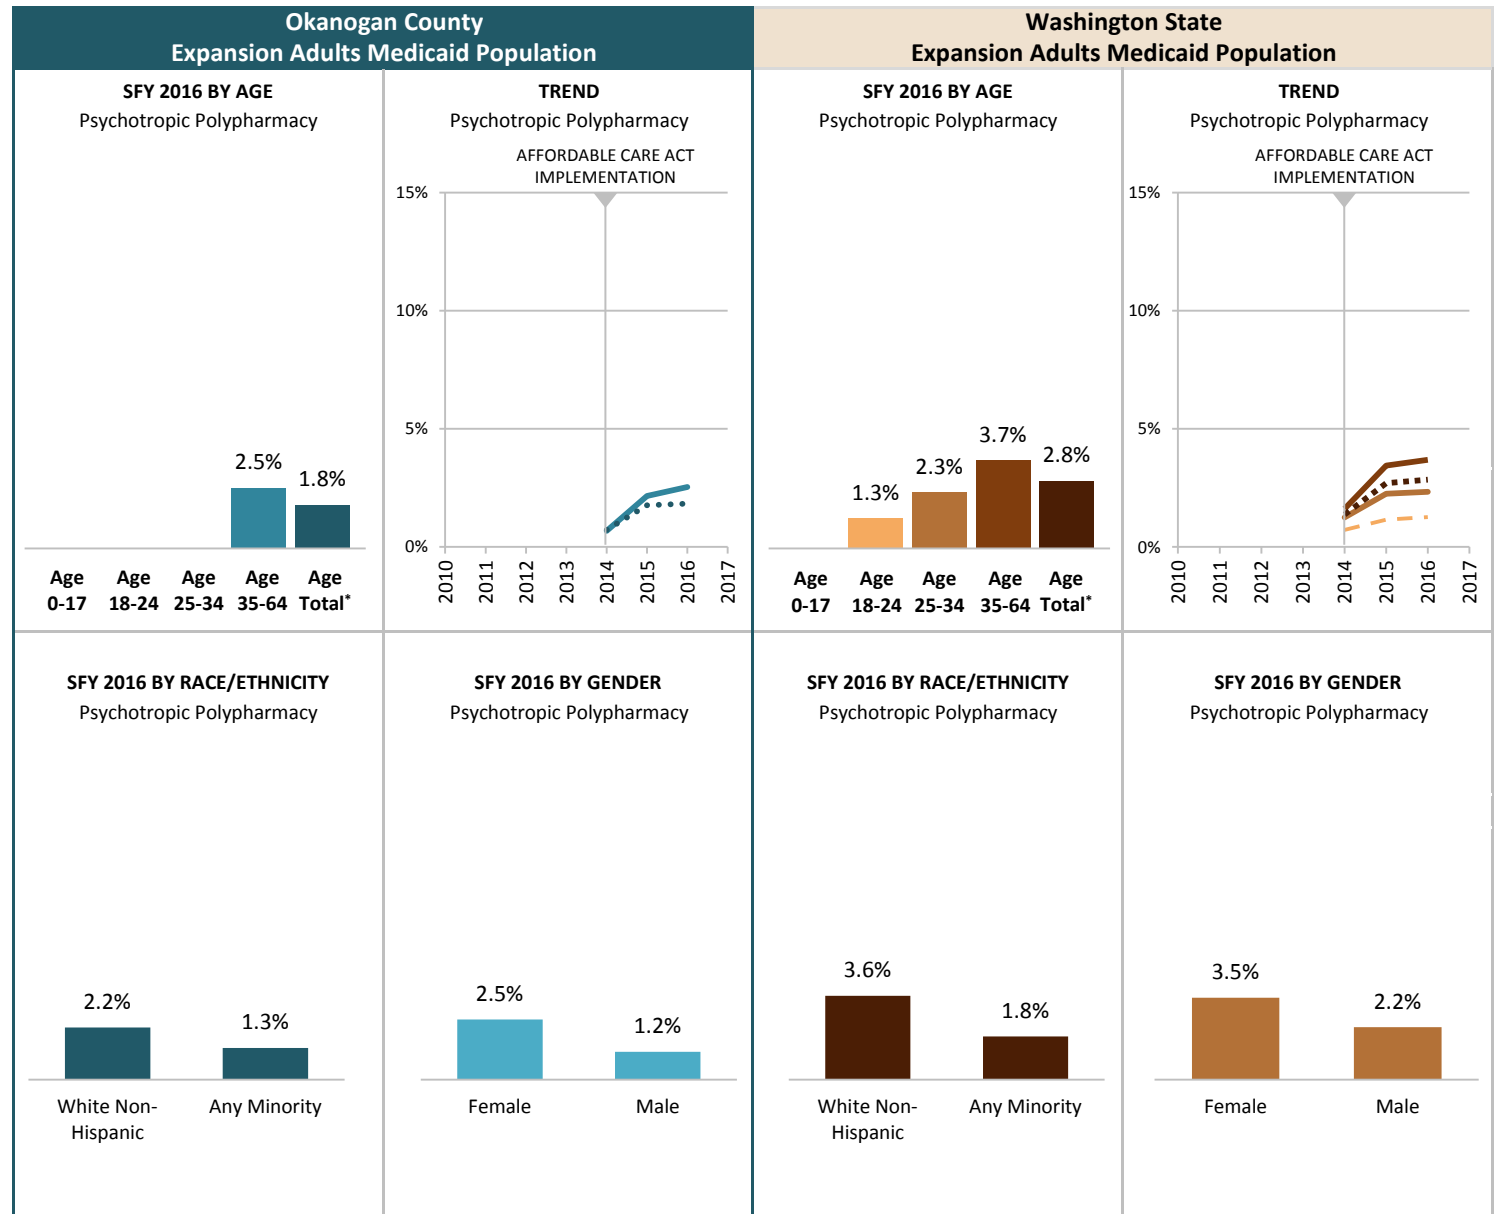 Okanogan County
Expansion Adults Medicaid Population
SFY 2016 BY AGE
Psychotropic Polypharmacy
2.5%
1.8%
Age
0-17
Age
18-24
Age
25-34
Age
35-64
Age
Total*
TREND
Psychotropic Polypharmacy
AFFORDABLE CARE ACT
IMPLEMENTATION
15%
10%
5%
0%
2010
2011
2012
2013
2014
2015
2016
2017
SFY 2016 BY RACE/ETHNICITY
Psychotropic Polypharmacy
2.2%
1.3%
White Non-
Hispanic
Any Minority
SFY 2016 BY GENDER
Psychotropic Polypharmacy
2.5%
1.2%
Female
Male
Washington State
Expansion Adults Medicaid Population
SFY 2016 BY AGE
Psychotropic Polypharmacy
1.3%
2.3%
3.7%
2.8%
Age
0-17
Age
18-24
Age
25-34
Age
35-64
Age
Total*
TREND
Psychotropic Polypharmacy
AFFORDABLE CARE ACT
IMPLEMENTATION
15%
10%
5%
0%
2010
2011
2012
2013
2014
2015
2016
2017
SFY 2016 BY RACE/ETHNICITY
Psychotropic Polypharmacy
3.6%
1.8%
White Non-
Hispanic
Any Minority
SFY 2016 BY GENDER
Psychotropic Polypharmacy
3.5%
2.2%
Female
Male